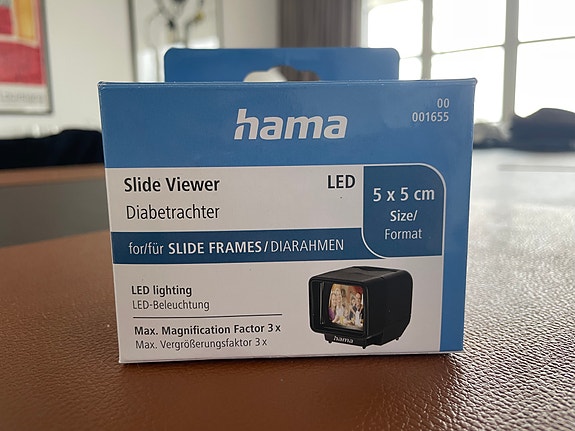 hama
00
001655
Slide Viewer
LED
Diabetrachter
5 x 5 cm
Size/
Format
for/für SLIDE FRAMES/DIARAHMEN
LED lighting
LED-Beleuchtung
Max. Magnification Factor 3 x
Max. Vergrößerungsfaktor 3 x
hama